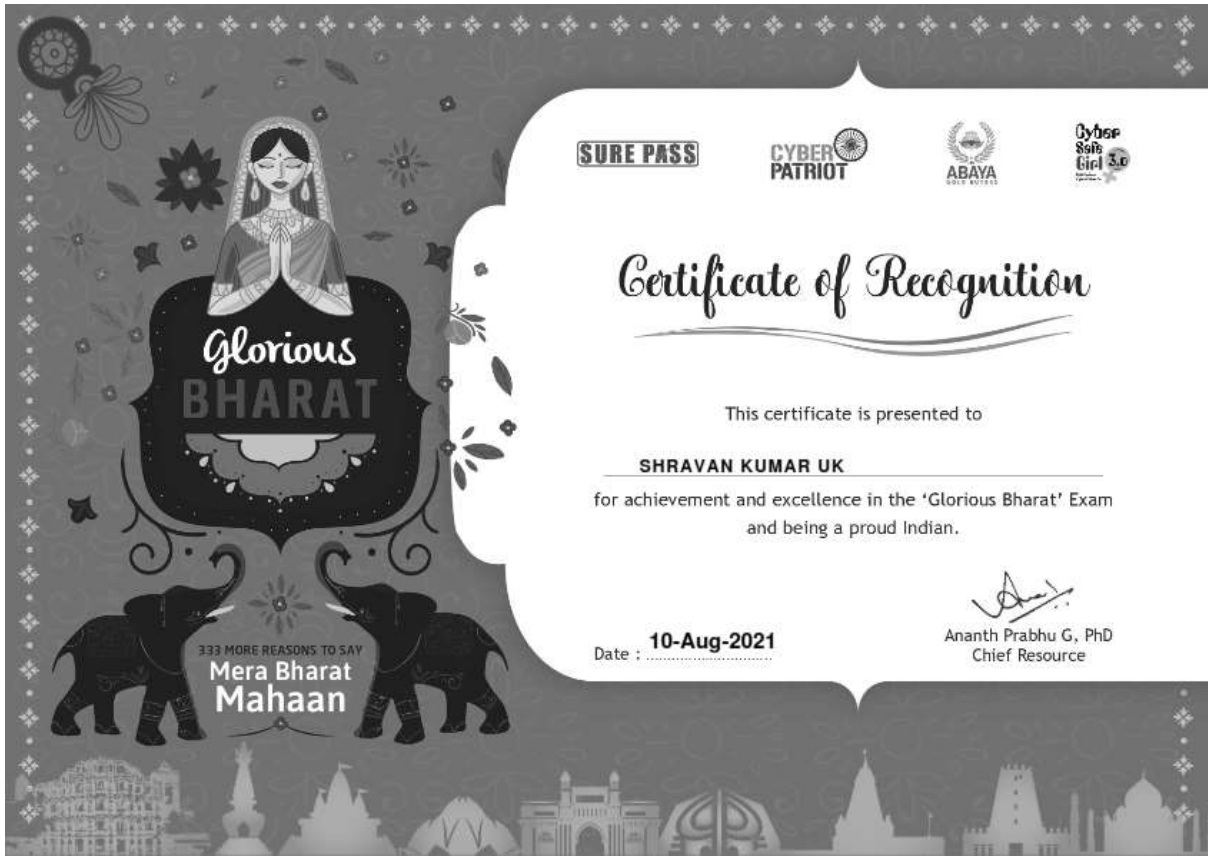 SURE PASS
CYBER
PATRIOT
ABAYA
GOLD BUYERS
Cyber
Safe
Girl 3.0
Certificate of Recognition
Glorious
BHARAT
This certificate is presented to
SHRAVAN KUMAR UK
for achievement and excellence in the ‘Glorious Bharat’ Exam
and being a proud Indian.
333 MORE REASONS TO SAY
Mera Bharat
Mahaan
Date : 10-Aug-2021
Ananth Prabhu G, PhD
Chief Resource